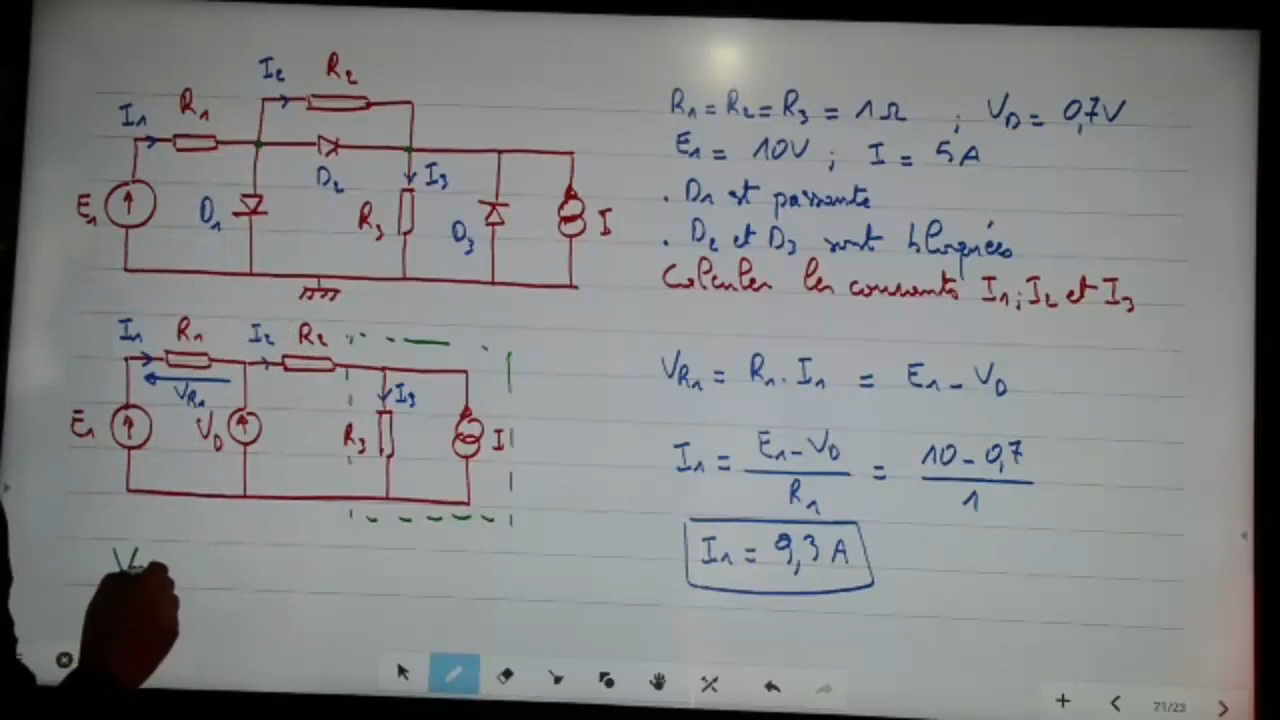 I2 R2
I1 R1
D2 I3
E1 D1 R3 D3 I
R1 = R2 = R3 = 1Ω ; VD = 0,7V
E1 = 10V ; I = 5A
. D1 est passante
. D2 et D3 sont bloquées
Calculer les courants I1 ; I2 et I3
I1 R1 I2 R2
VR1 I3
E1 VD R3 I
VR1 = R1 . I1 = E1 - VD
I1 = E1 - VD / R1 = 10 - 0,7 / 1
I1 = 9,3 A
V
21/23